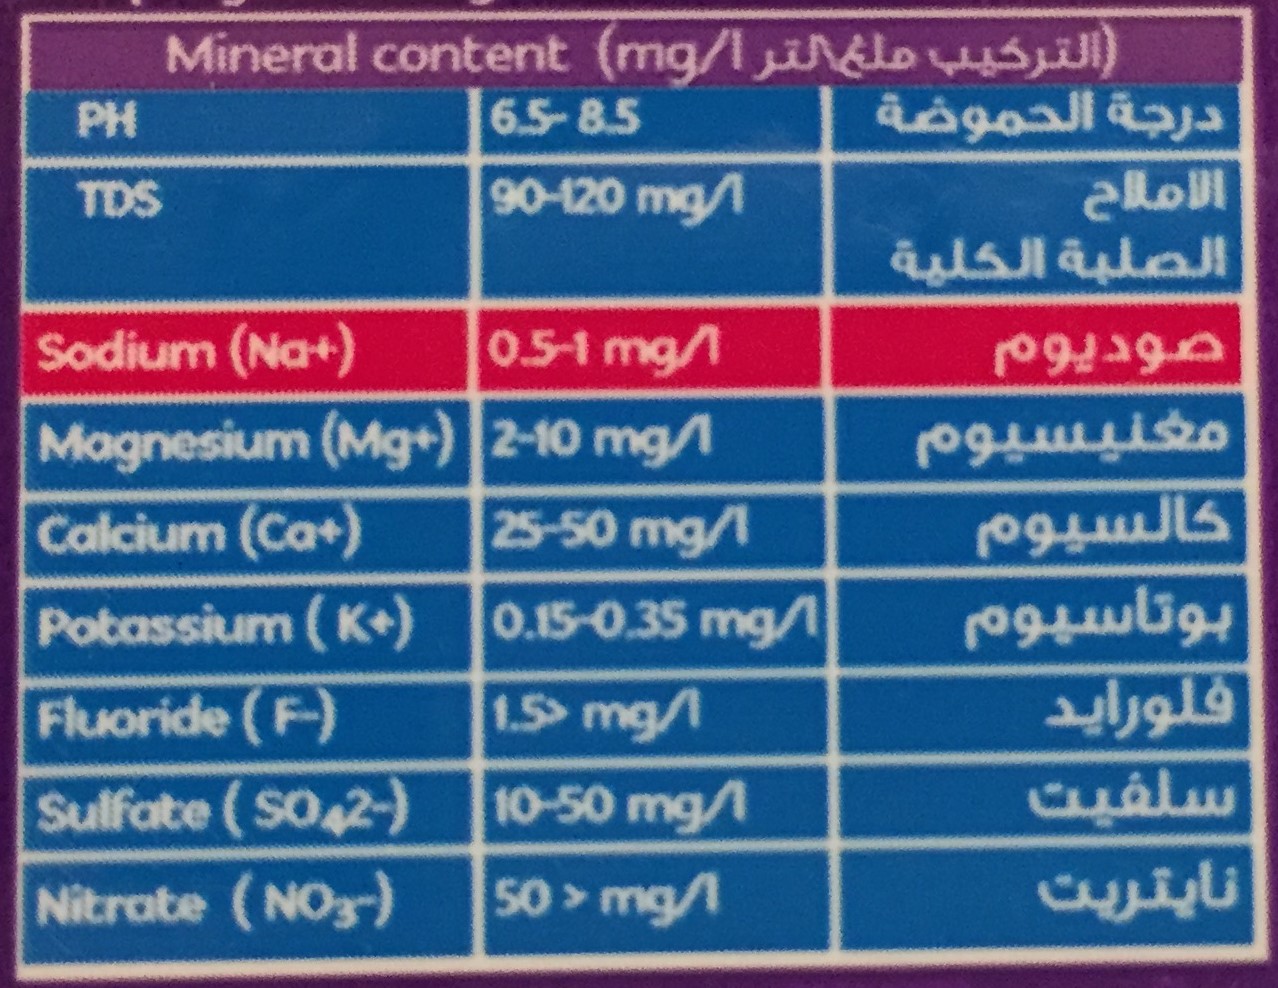 Mineral content (mg/l التركيب ملغ/لتر)
PH 6.5-8.5 درجة الحموضة
TDS 90-120 mg/l الاملاح
الصلبة الكلية
Sodium (Na+) 0.5-1 mg/l صوديوم
Magnesium (Mg+) 2-10 mg/l مغنيسيوم
Calcium (Ca+) 25-50 mg/l كالسيوم
Potassium ( K+) 0.15-0.35 mg/l بوتاسيوم
Fluoride ( F-) 1.5> mg/l فلورايد
Sulfate ( SO₄2-) 10-50 mg/l سلفيت
Nitrate ( NO₃-) 50 > mg/l نايتريت